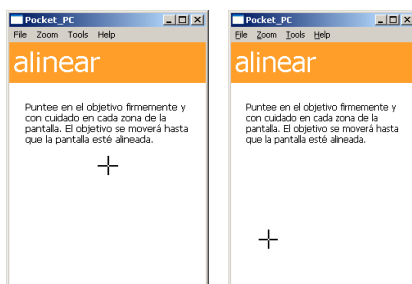 Pocket_PC
File Zoom Tools Help
alinear
Puntee en el objetivo firmemente y
con cuidado en cada zona de la
pantalla. El objetivo se moverá hasta
que la pantalla esté alineada.
Pocket_PC
File Zoom Tools Help
alinear
Puntee en el objetivo firmemente y
con cuidado en cada zona de la
pantalla. El objetivo se moverá hasta
que la pantalla esté alineada.